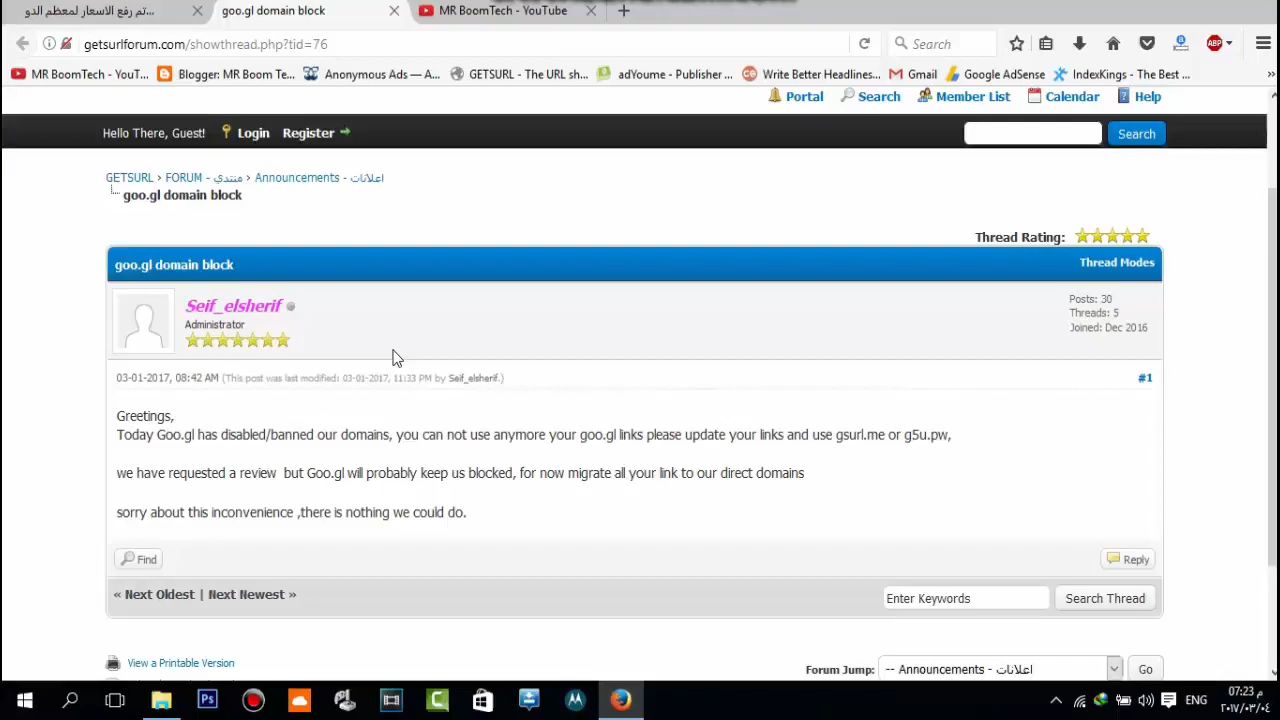 تم رفع الاسعار لمعظم الدو...
goo.gl domain block
MR BoomTech - YouTube
getsurlforum.com/showthread.php?tid=76
Search
ABP
MR BoomTech - YouT...
Blogger: MR Boom Te...
Anonymous Ads — A...
GETSURL - The URL sh...
adYoume - Publisher ...
Write Better Headlines...
Gmail
Google AdSense
IndexKings - The Best ...
Portal
Search
Member List
Calendar
Help
Hello There, Guest!
Login
Register
Search
GETSURL › FORUM - منتدي › Announcements - اعلانات
goo.gl domain block
Thread Rating:
goo.gl domain block
Thread Modes
Seif_elsherif
Administrator
Posts: 30
Threads: 5
Joined: Dec 2016
03-01-2017, 08:42 AM (This post was last modified: 03-01-2017, 11:33 PM by Seif_elsherif.)
#1
Greetings,
Today Goo.gl has disabled/banned our domains, you can not use anymore your goo.gl links please update your links and use gsurl.me or g5u.pw,
we have requested a review but Goo.gl will probably keep us blocked, for now migrate all your link to our direct domains
sorry about this inconvenience ,there is nothing we could do.
Find
Reply
« Next Oldest | Next Newest »
Enter Keywords
Search Thread
View a Printable Version
Forum Jump:
-- Announcements - اعلانات
Go
Ps
ENG
07:23 م
٢٠١٧/٠٣/٠٤